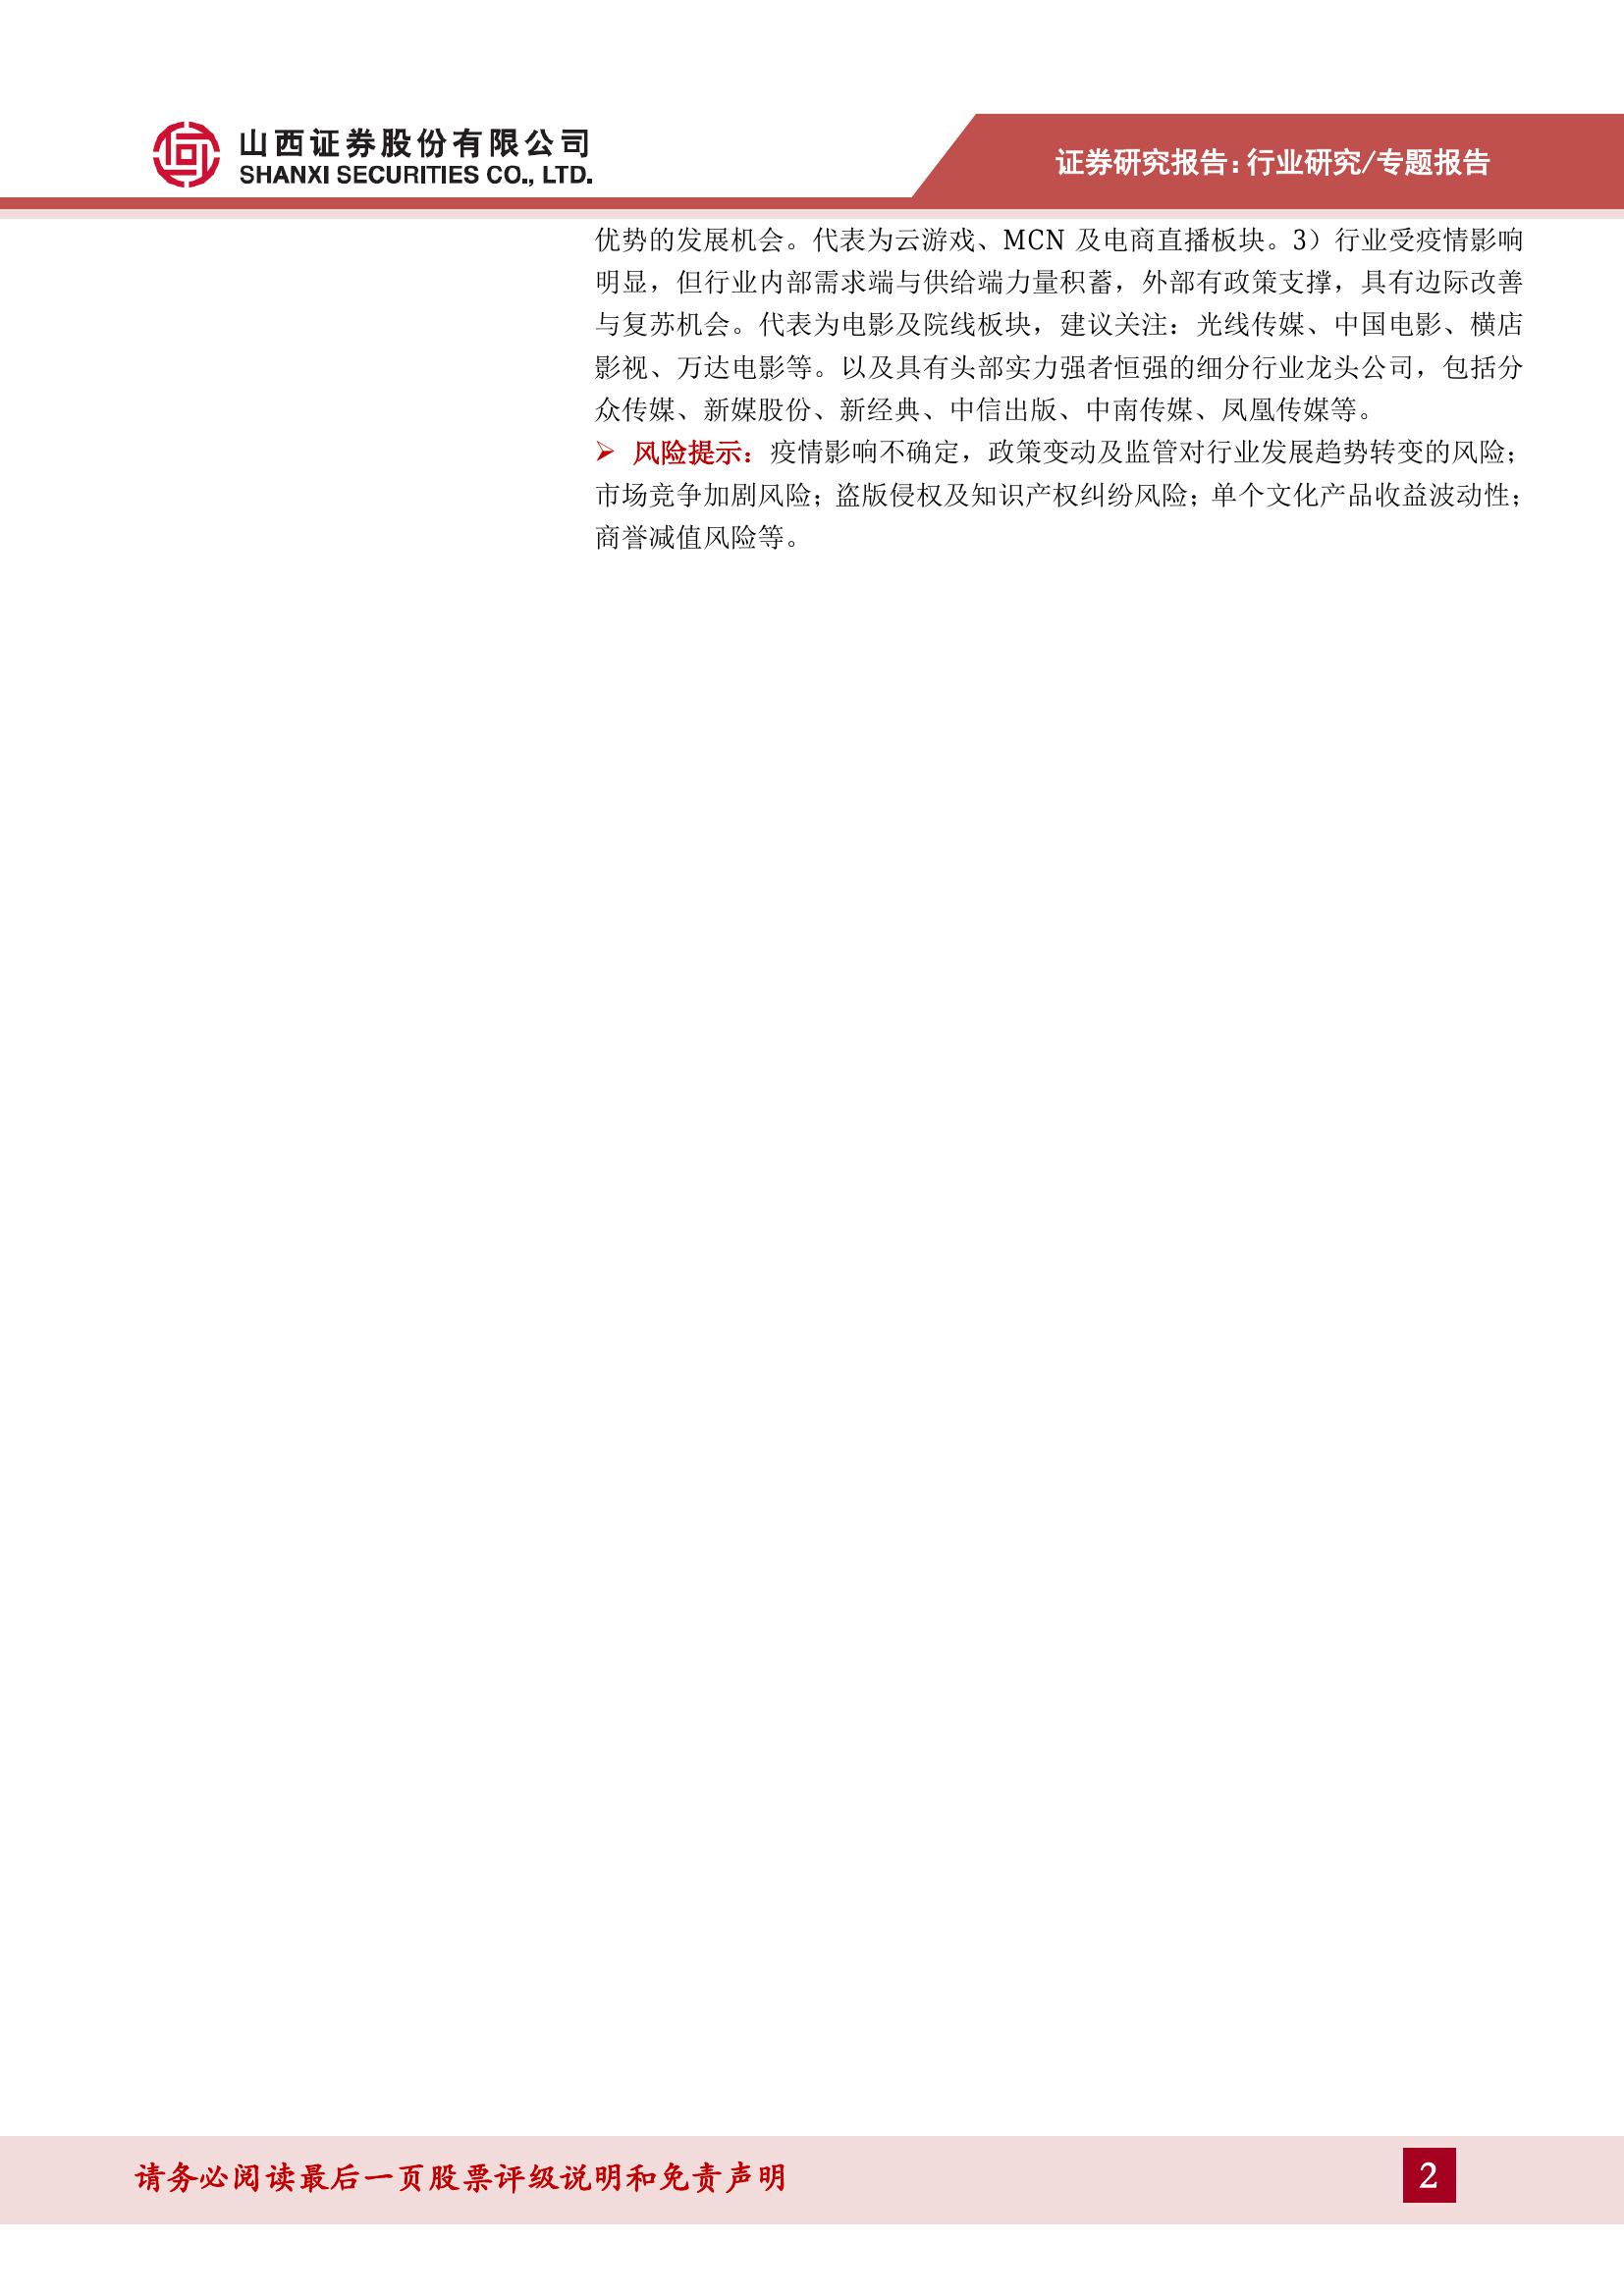 山西证券股份有限公司
SHANXI SECURITIES CO., LTD.
证券研究报告：行业研究/专题报告
优势的发展机会。代表为云游戏、MCN 及电商直播板块。3）行业受疫情影响
明显，但行业内部需求端与供给端力量积蓄，外部有政策支撑，具有边际改善
与复苏机会。代表为电影及院线板块，建议关注：光线传媒、中国电影、横店
影视、万达电影等。以及具有头部实力强者恒强的细分行业龙头公司，包括分
众传媒、新媒股份、新经典、中信出版、中南传媒、凤凰传媒等。
➢ 风险提示：疫情影响不确定，政策变动及监管对行业发展趋势转变的风险；
市场竞争加剧风险；盗版侵权及知识产权纠纷风险；单个文化产品收益波动性；
商誉减值风险等。
请务必阅读最后一页股票评级说明和免责声明
2